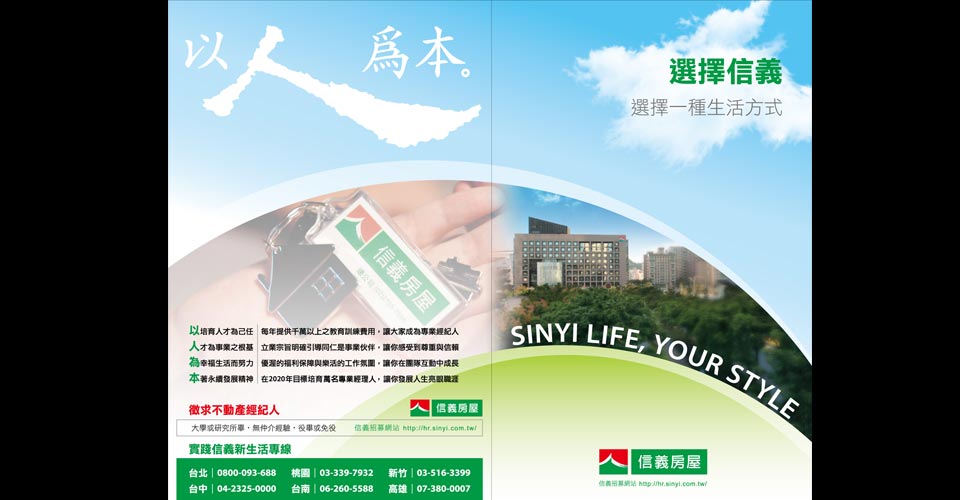 以人為本。
信義房屋
以培育人才為己任│每年提供千萬以上之教育訓練費用，讓大家成為專業經紀人
人才為事業之根基│立業宗旨明確引導同仁是事業伙伴，讓你感受到尊重與信賴
為幸福生活而努力│優渥的福利保障與樂活的工作氛圍，讓你在團隊互動中成長
本著永續發展精神│在2020年目標培育萬名專業經理人，讓你發展人生亮眼職涯
徵求不動產經紀人
信義房屋
大學或研究所畢，無仲介經驗，役畢或免役 信義招募網站 http://hr.sinyi.com.tw/
實踐信義新生活專線
台北│0800-093-688 桃園│03-339-7932 新竹│03-516-3399
台中│04-2325-0000 台南│06-260-5588 高雄│07-380-0007
選擇信義
選擇一種生活方式
SINYI LIFE, YOUR STYLE
信義房屋
信義招募網站 http://hr.sinyi.com.tw/